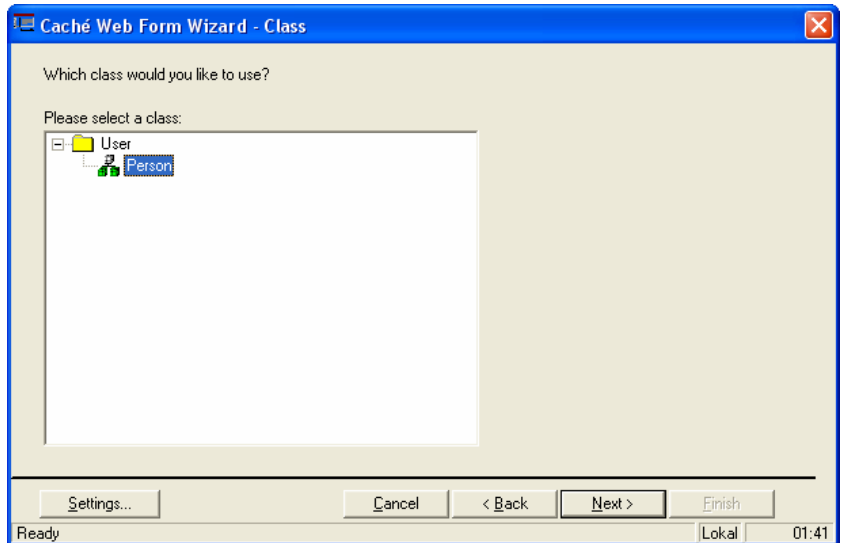 Caché Web Form Wizard - Class
Which class would you like to use?
Please select a class:
User
Person
Settings... Cancel < Back Next > Finish
Ready Lokal 01:41